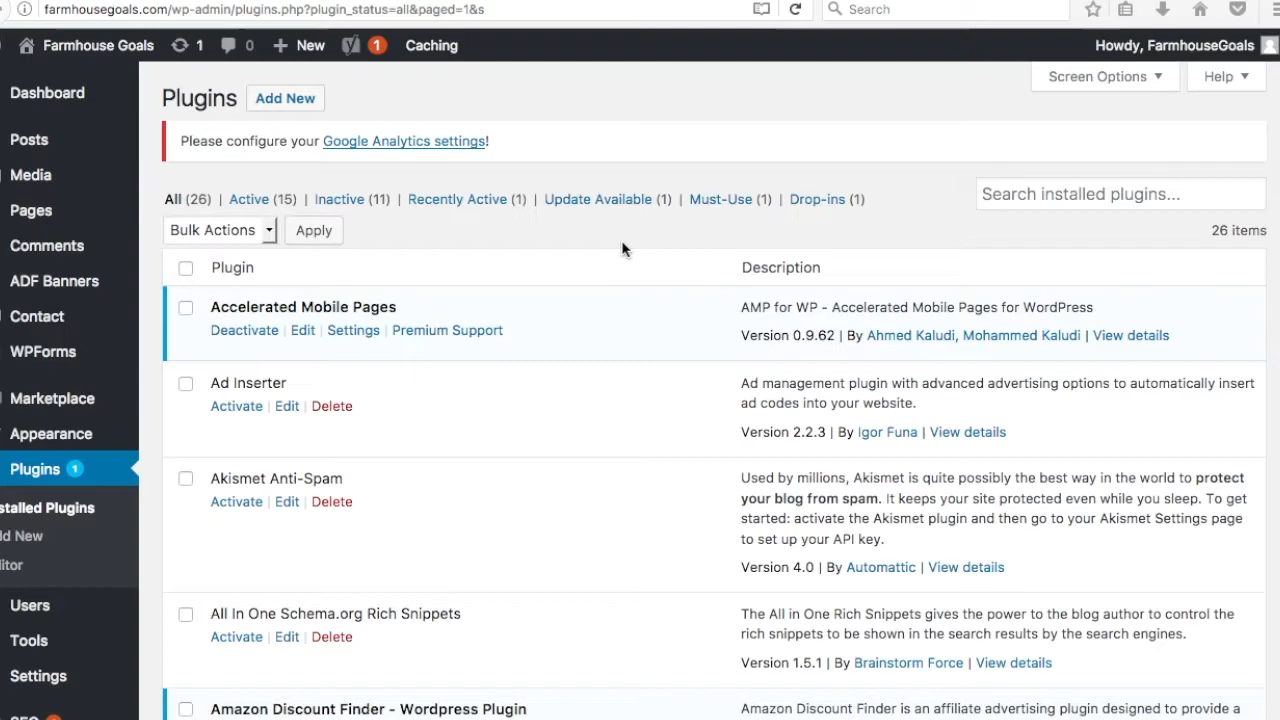 farmhousegoals.com/wp-admin/plugins.php?plugin_status=all&paged=1&s
Search
Farmhouse Goals 1 0 New 1 Caching
Howdy, FarmhouseGoals
Screen Options Help
Dashboard
Posts
Media
Pages
Comments
ADF Banners
Contact
WPForms
Marketplace
Appearance
Plugins 1
stalled Plugins
d New
itor
Users
Tools
Settings
Plugins Add New
Please configure your Google Analytics settings!
All (26) | Active (15) | Inactive (11) | Recently Active (1) | Update Available (1) | Must-Use (1) | Drop-ins (1)
Search installed plugins...
Bulk Actions Apply
26 items
Plugin Description
Accelerated Mobile Pages
Deactivate | Edit | Settings | Premium Support
AMP for WP - Accelerated Mobile Pages for WordPress
Version 0.9.62 | By Ahmed Kaludi, Mohammed Kaludi | View details
Ad Inserter
Activate | Edit | Delete
Ad management plugin with advanced advertising options to automatically insert
ad codes into your website.
Version 2.2.3 | By Igor Funa | View details
Akismet Anti-Spam
Activate | Edit | Delete
Used by millions, Akismet is quite possibly the best way in the world to protect
your blog from spam. It keeps your site protected even while you sleep. To get
started: activate the Akismet plugin and then go to your Akismet Settings page
to set up your API key.
Version 4.0 | By Automattic | View details
All In One Schema.org Rich Snippets
Activate | Edit | Delete
The All in One Rich Snippets gives the power to the blog author to control the
rich snippets to be shown in the search results by the search engines.
Version 1.5.1 | By Brainstorm Force | View details
Amazon Discount Finder - Wordpress Plugin
Amazon Discount Finder is an affiliate advertising plugin designed to provide a